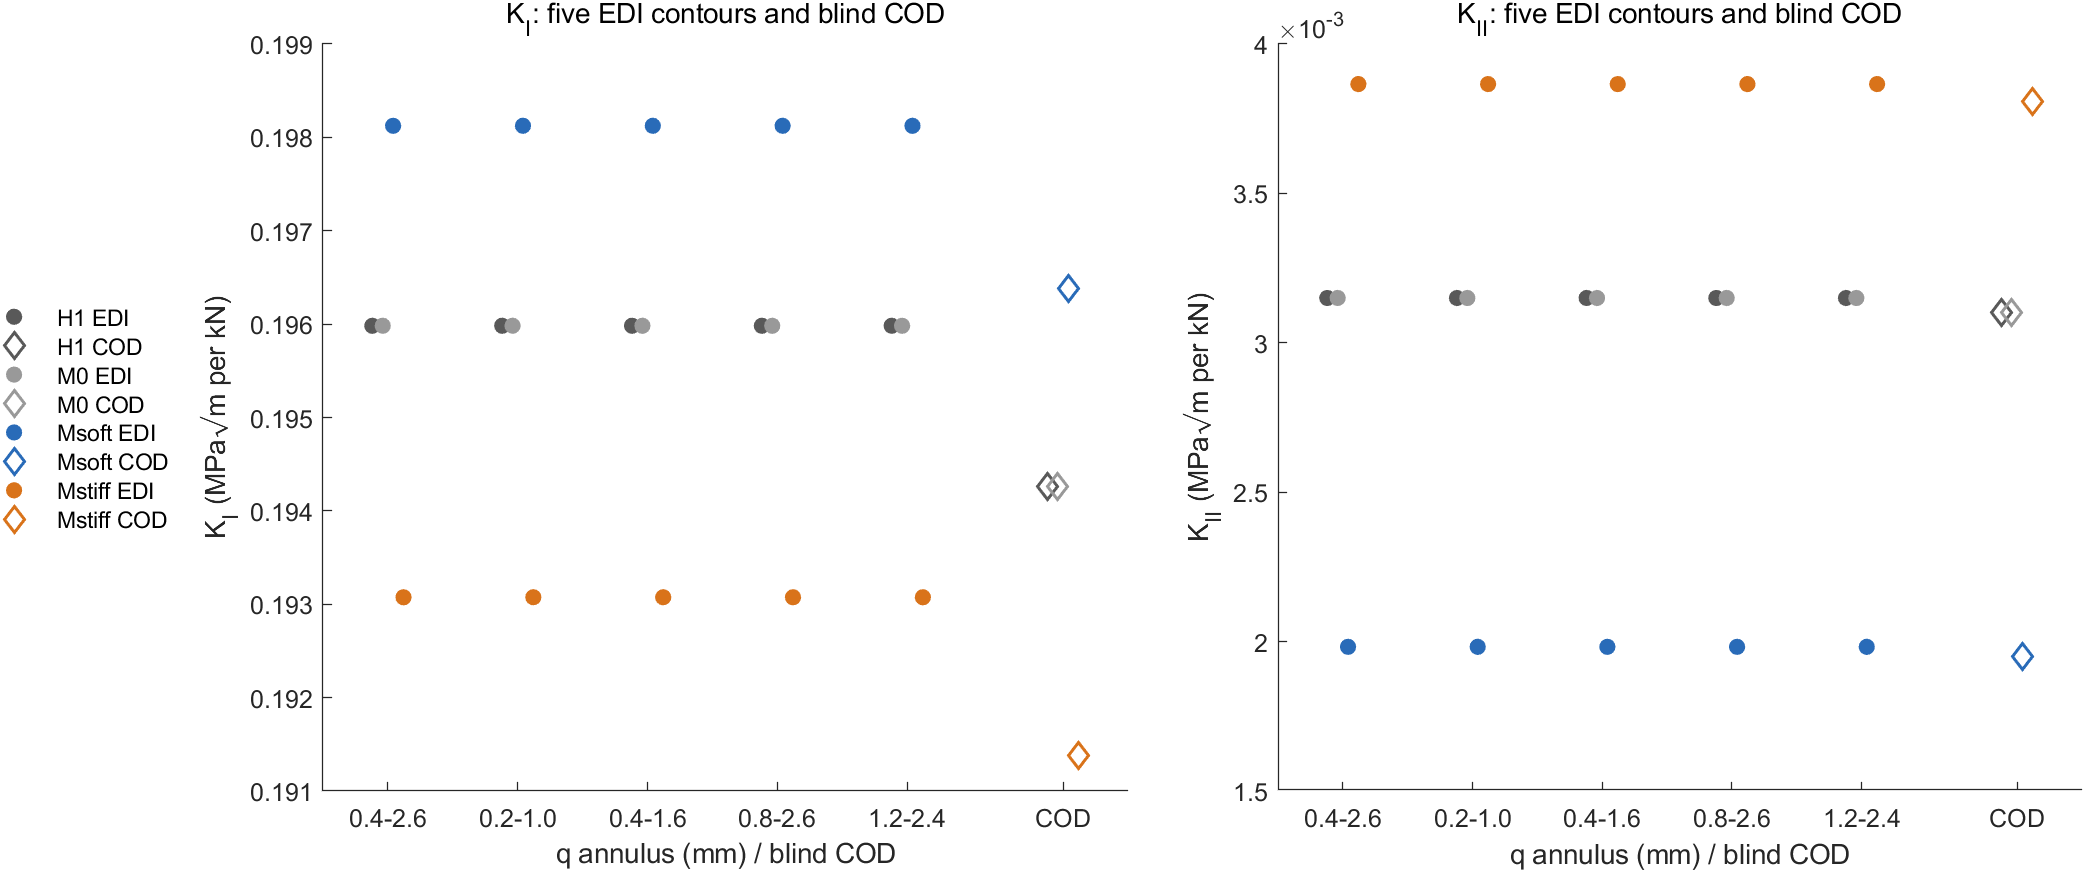 K_I: five EDI contours and blind COD
0.199
0.198
0.197
0.196
0.195
0.194
0.193
0.192
0.191
K_I (MPa√m per kN)
0.4-2.6 0.2-1.0 0.4-1.6 0.8-2.6 1.2-2.4 COD
q annulus (mm) / blind COD
H1 EDI
H1 COD
M0 EDI
M0 COD
Msoft EDI
Msoft COD
Mstiff EDI
Mstiff COD
K_II: five EDI contours and blind COD
×10^-3
4
3.5
3
2.5
2
1.5
K_II (MPa√m per kN)
0.4-2.6 0.2-1.0 0.4-1.6 0.8-2.6 1.2-2.4 COD
q annulus (mm) / blind COD